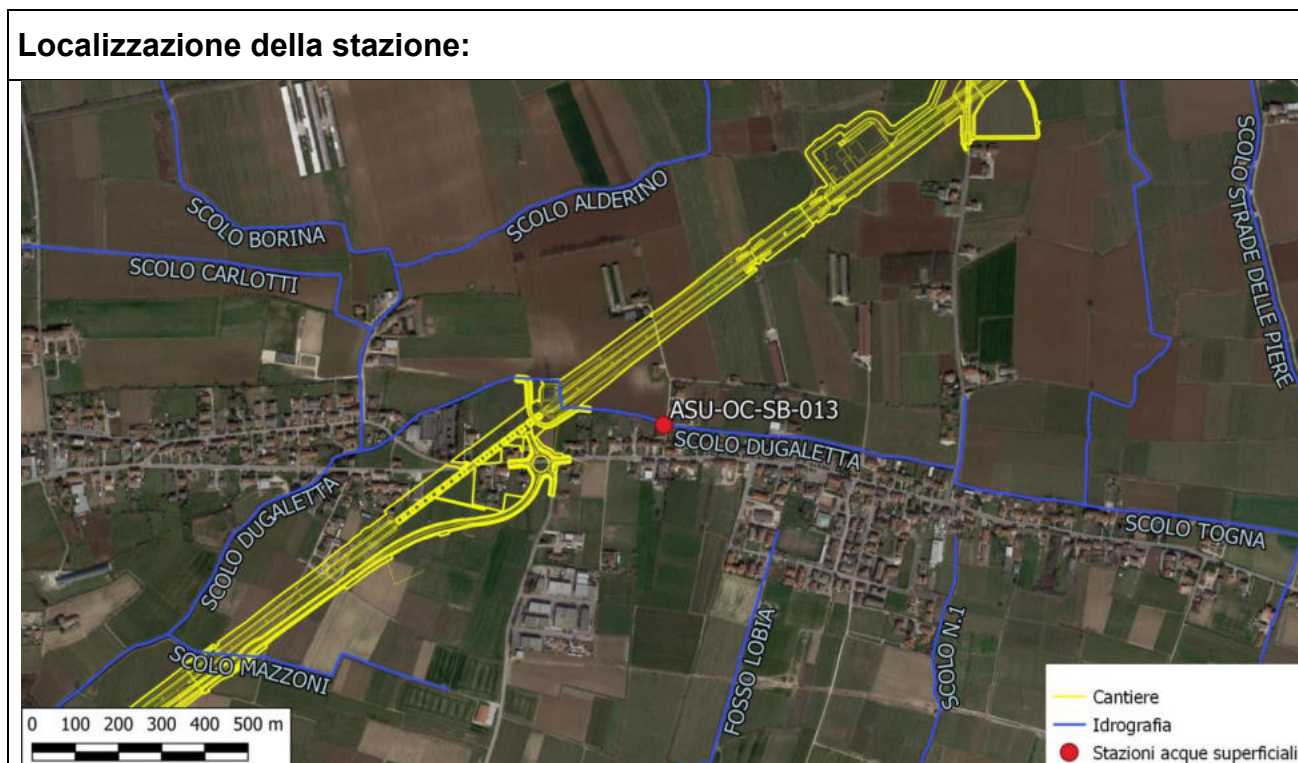 Localizzazione della stazione:
SCOLO BORINA
SCOLO ALDERINO
SCOLO CARLOTTI
SCOLO STRADE DELLE PIERE
ASU-OC-SB-013
SCOLO DUGALETTA
SCOLO DUGALETTA
SCOLO TOGNA
SCOLO MAZZONI
FOSSO LOBIA
SCOLO N.1
0 100 200 300 400 500 m
Cantiere
Idrografia
Stazioni acque superficiali